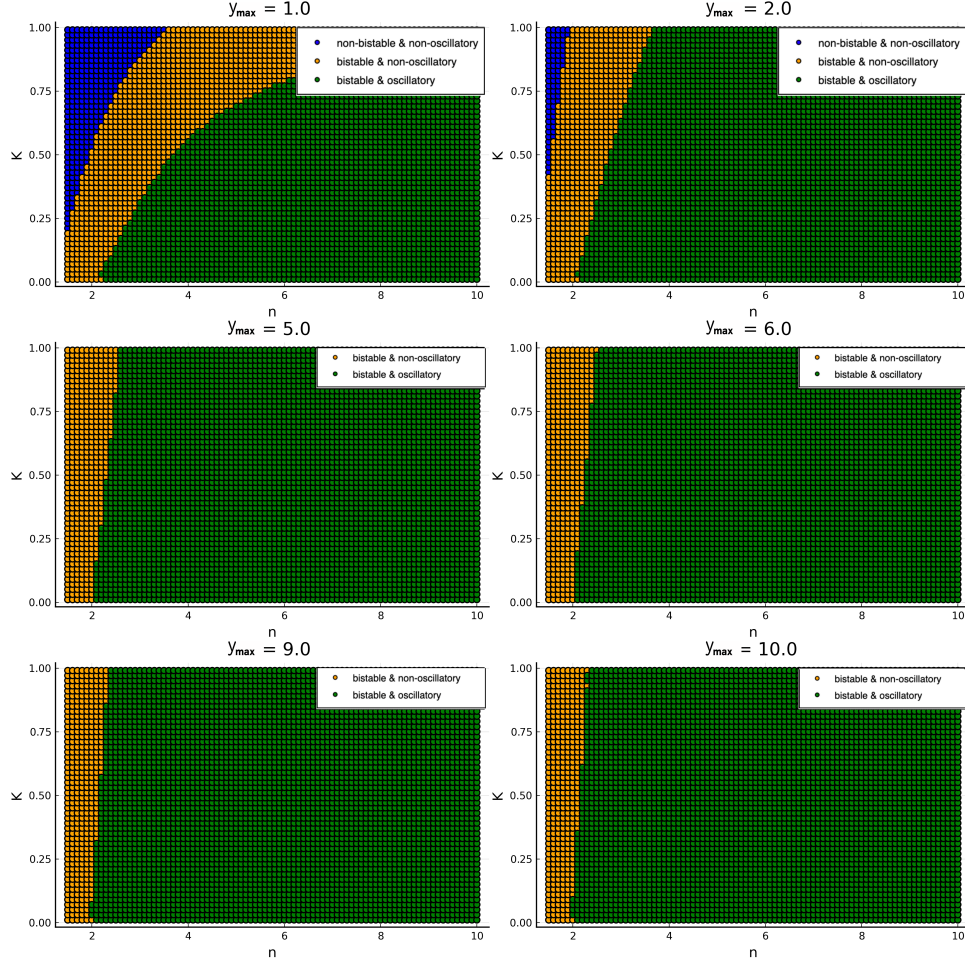 y_max = 1.0
1.00
0.75
0.50
0.25
0.00
K
non-bistable & non-oscillatory
bistable & non-oscillatory
bistable & oscillatory
2 4 6 8 10
n
y_max = 2.0
1.00
0.75
0.50
0.25
0.00
K
non-bistable & non-oscillatory
bistable & non-oscillatory
bistable & oscillatory
2 4 6 8 10
n
y_max = 5.0
1.00
0.75
0.50
0.25
0.00
K
bistable & non-oscillatory
bistable & oscillatory
2 4 6 8 10
n
y_max = 6.0
1.00
0.75
0.50
0.25
0.00
K
bistable & non-oscillatory
bistable & oscillatory
2 4 6 8 10
n
y_max = 9.0
1.00
0.75
0.50
0.25
0.00
K
bistable & non-oscillatory
bistable & oscillatory
2 4 6 8 10
n
y_max = 10.0
1.00
0.75
0.50
0.25
0.00
K
bistable & non-oscillatory
bistable & oscillatory
2 4 6 8 10
n